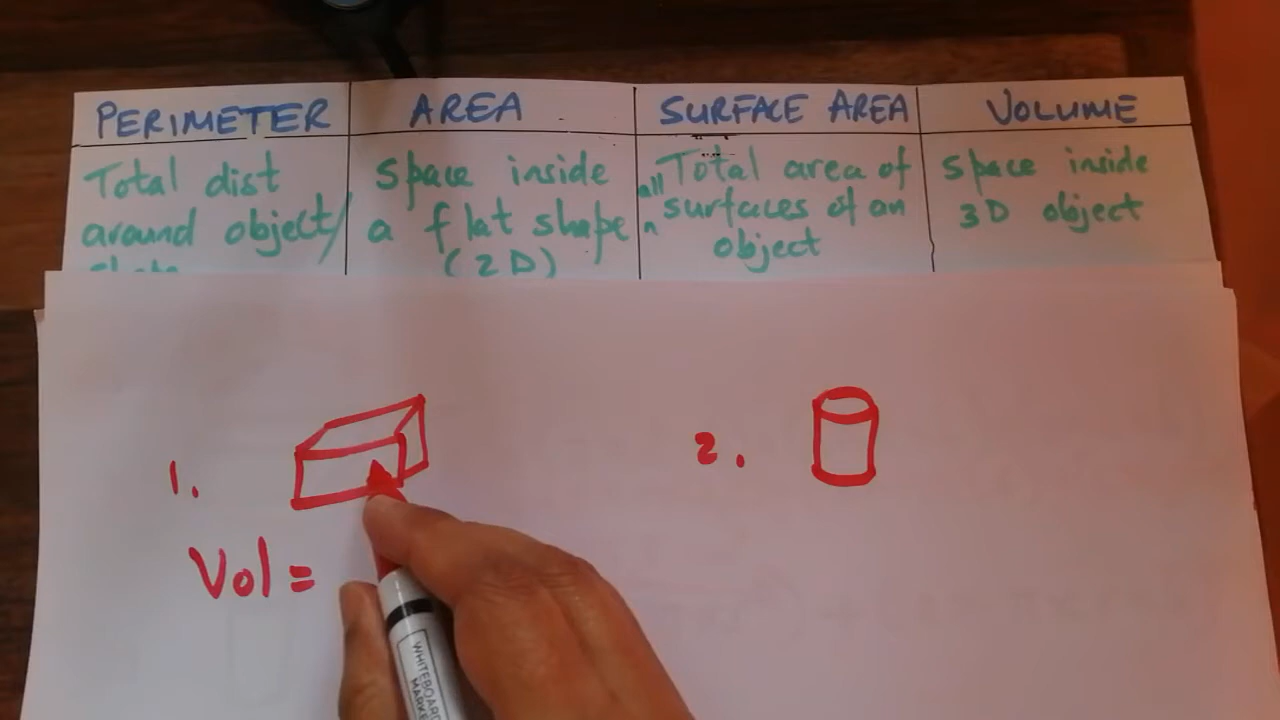 PERIMETER
Total dist
around object/
AREA
Space inside
a flat shape
(2D)
SURFACE AREA
Total area of
all surfaces of an
object
VOLUME
Space inside
3D object
1.
2.
Vol =
WHITEBOARD
MARKE